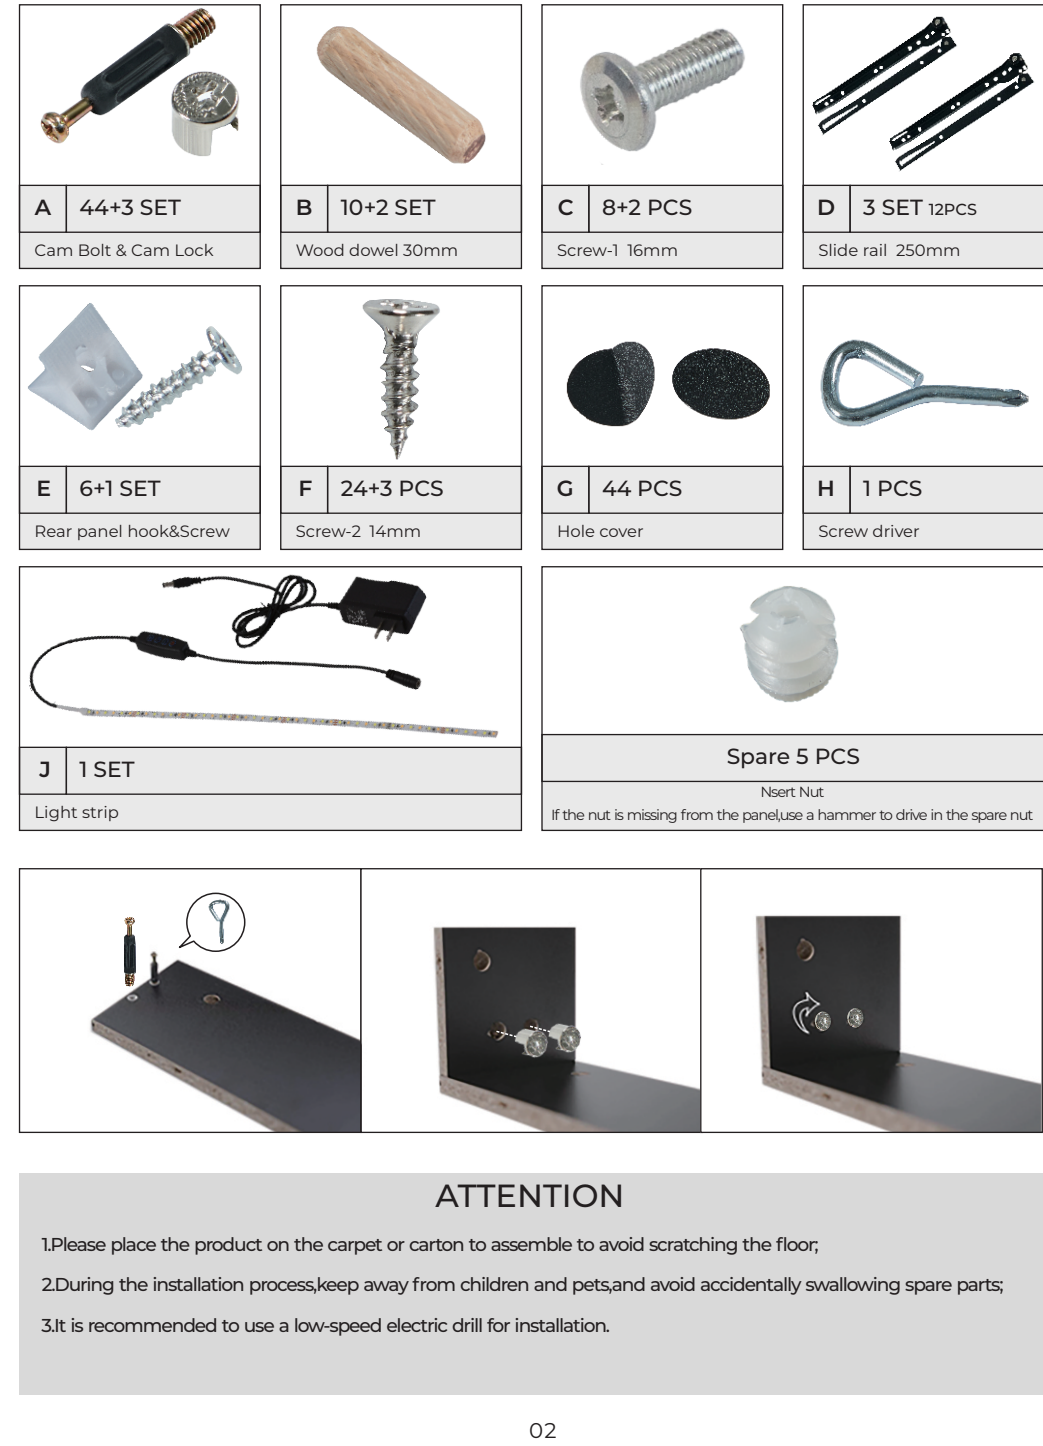 A 44+3 SET
Cam Bolt & Cam Lock
B 10+2 SET
Wood dowel 30mm
C 8+2 PCS
Screw-1 16mm
D 3 SET 12PCS
Slide rail 250mm
E 6+1 SET
Rear panel hook&Screw
F 24+3 PCS
Screw-2 14mm
G 44 PCS
Hole cover
H 1 PCS
Screw driver
J 1 SET
Light strip
Spare 5 PCS
Nsert Nut
If the nut is missing from the panel,use a hammer to drive in the spare nut
ATTENTION
1.Please place the product on the carpet or carton to assemble to avoid scratching the floor;
2.During the installation process,keep away from children and pets,and avoid accidentally swallowing spare parts;
3.It is recommended to use a low-speed electric drill for installation.
02